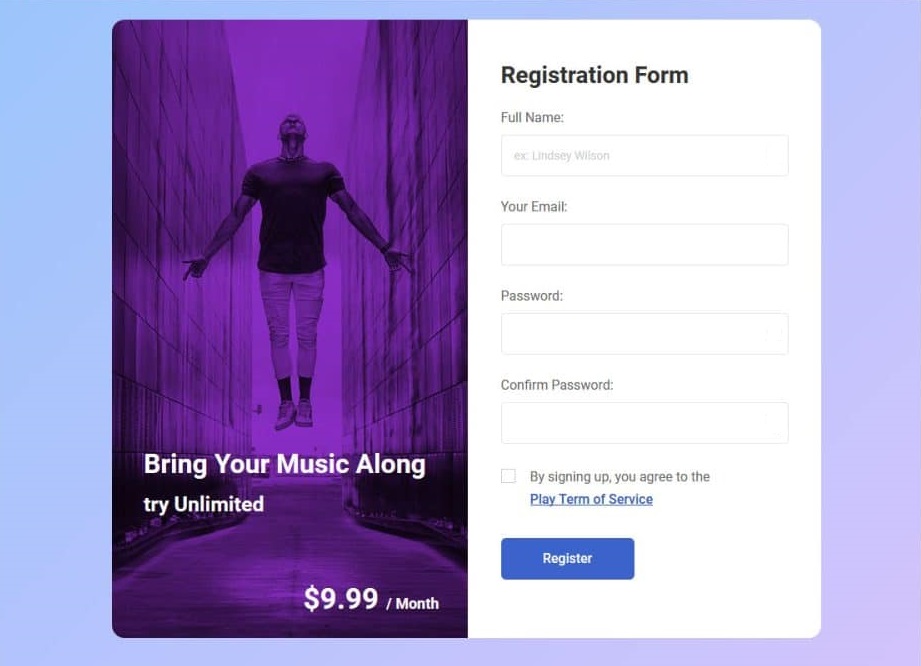 Bring Your Music Along
try Unlimited
$9.99 / Month
Registration Form
Full Name:
ex: Lindsey Wilson
Your Email:
Password:
Confirm Password:
By signing up, you agree to the
Play Term of Service
Register